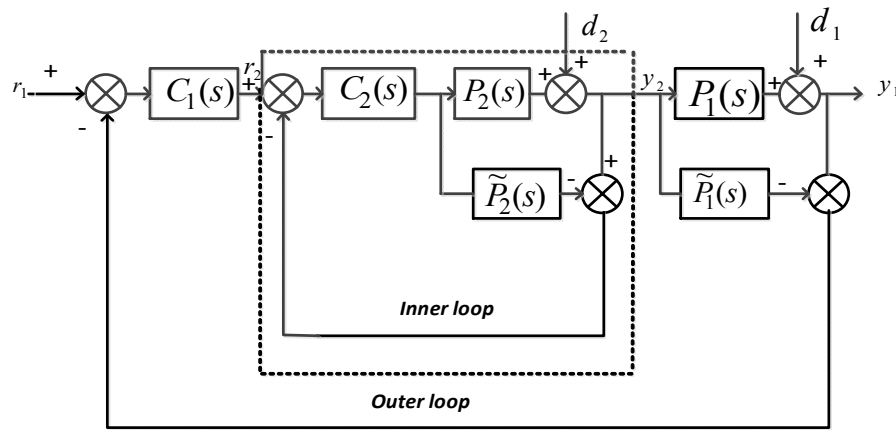 d₂
d₁
r₁
+
-
C₁(s)
r₂
+
-
C₂(s)
P₂(s)
+
+
y₂
P₁(s)
+
+
y₁
P̃₂(s)
-
+
P̃₁(s)
-
Inner loop
Outer loop